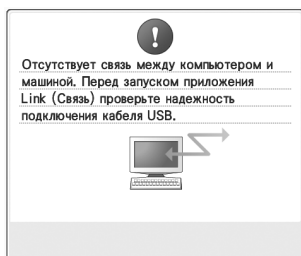 Отсутствует связь между компьютером и
машиной. Перед запуском приложения
Link (Связь) проверьте надежность
подключения кабеля USB.